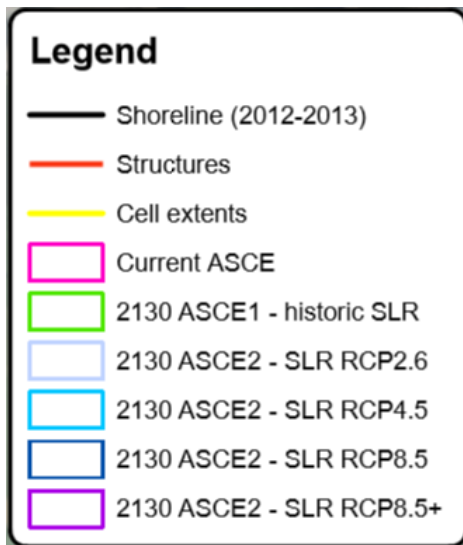 Legend
Shoreline (2012-2013)
Structures
Cell extents
Current ASCE
2130 ASCE1 - historic SLR
2130 ASCE2 - SLR RCP2.6
2130 ASCE2 - SLR RCP4.5
2130 ASCE2 - SLR RCP8.5
2130 ASCE2 - SLR RCP8.5+